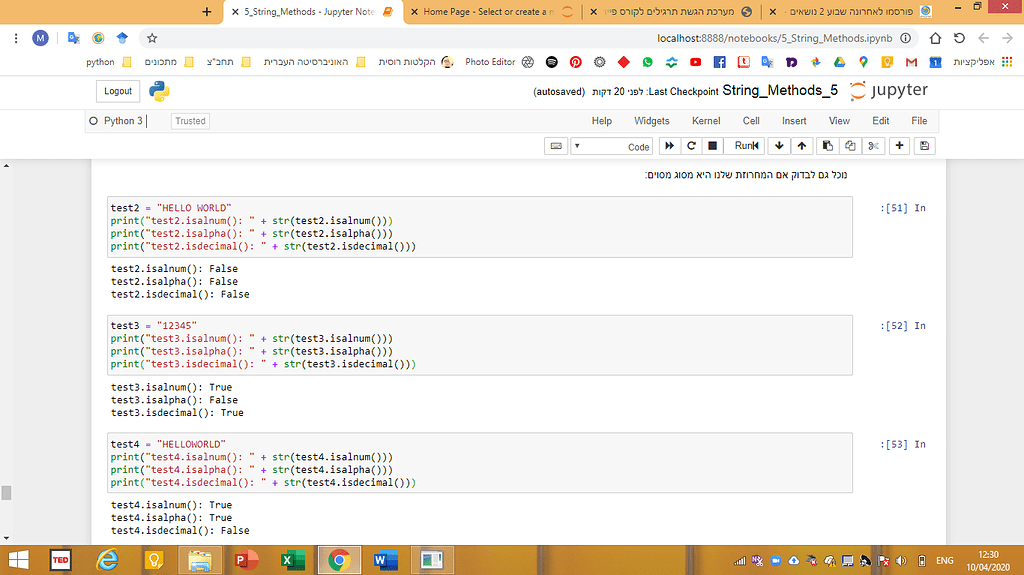 5_String_Methods - Jupyter Note
Home Page - Select or create a n
מערכת הגשת תרגילים לקורס פיי
פורסמו לאחרונה שבוע 2 נושאים -
M
localhost:8888/notebooks/5_String_Methods.ipynb
אפליקציות
Photo Editor
הקלטות רוסית
האוניברסיטה העברית
תחב"צ
מתכונים
python
jupyter
String_Methods_5
Last Checkpoint: לפני 20 דקות
(autosaved)
Logout
File
Edit
View
Insert
Cell
Kernel
Widgets
Help
Trusted
Python 3
Run
Code
נוכל גם לבדוק אם המחרוזת שלנו היא מסוג מסוים:
In [51]:
test2 = "HELLO WORLD"
print("test2.isalnum(): " + str(test2.isalnum()))
print("test2.isalpha(): " + str(test2.isalpha()))
print("test2.isdecimal(): " + str(test2.isdecimal()))
test2.isalnum(): False
test2.isalpha(): False
test2.isdecimal(): False
In [52]:
test3 = "12345"
print("test3.isalnum(): " + str(test3.isalnum()))
print("test3.isalpha(): " + str(test3.isalpha()))
print("test3.isdecimal(): " + str(test3.isdecimal()))
test3.isalnum(): True
test3.isalpha(): False
test3.isdecimal(): True
In [53]:
test4 = "HELLOWORLD"
print("test4.isalnum(): " + str(test4.isalnum()))
print("test4.isalpha(): " + str(test4.isalpha()))
print("test4.isdecimal(): " + str(test4.isdecimal()))
test4.isalnum(): True
test4.isalpha(): True
test4.isdecimal(): False
TED
ENG
12:30
10/04/2020